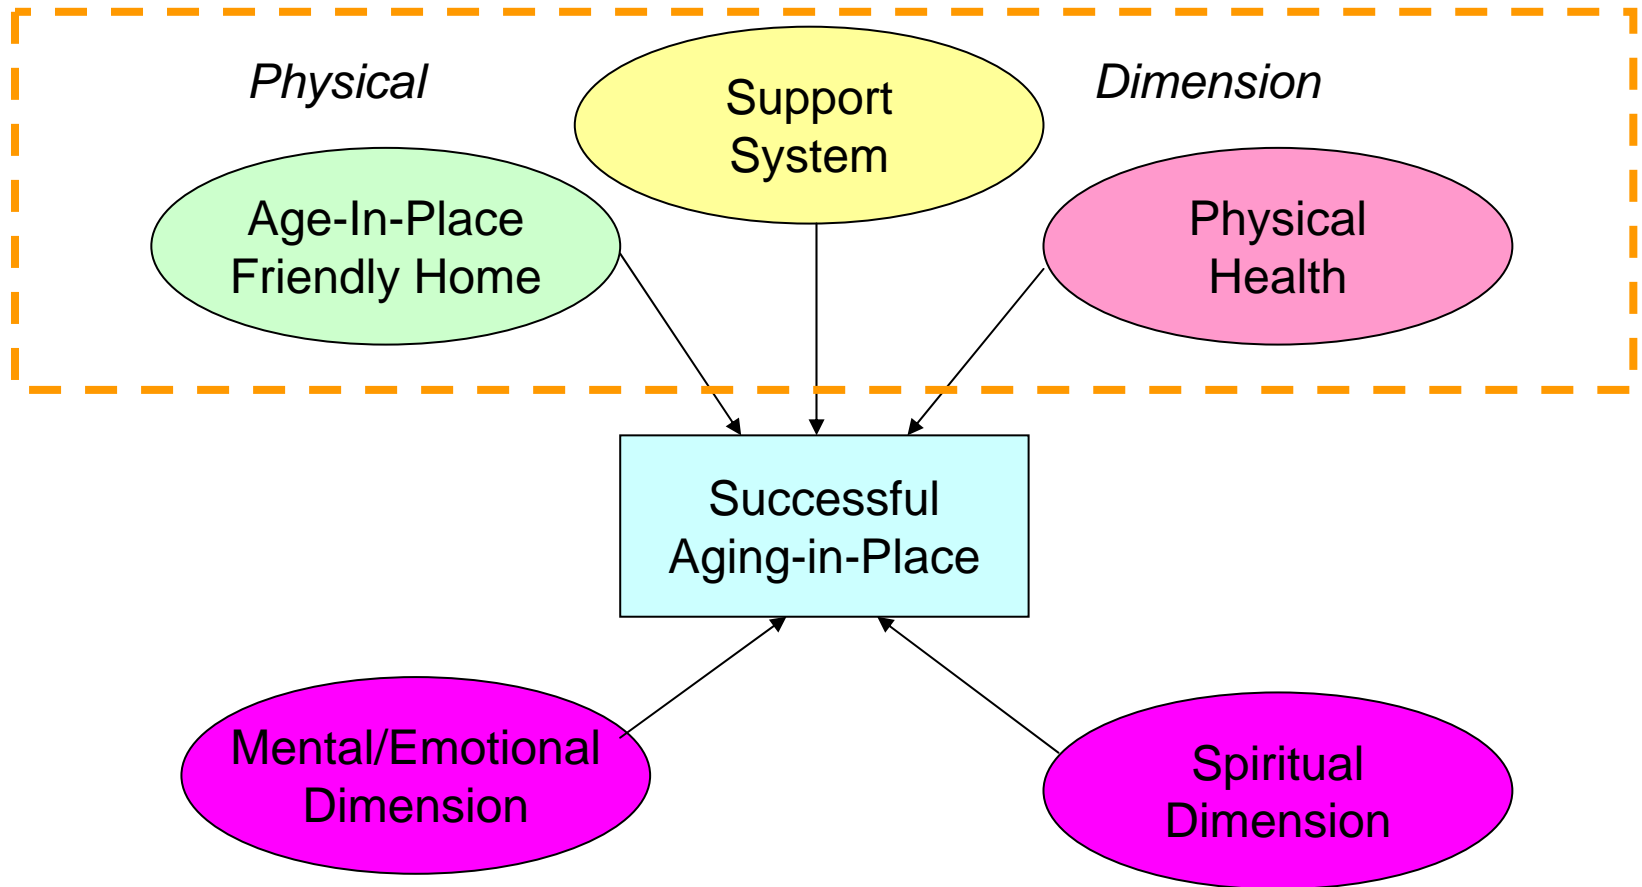 Physical
Support
System
Dimension
Age-In-Place
Friendly Home
Physical
Health
Successful
Aging-in-Place
Mental/Emotional
Dimension
Spiritual
Dimension